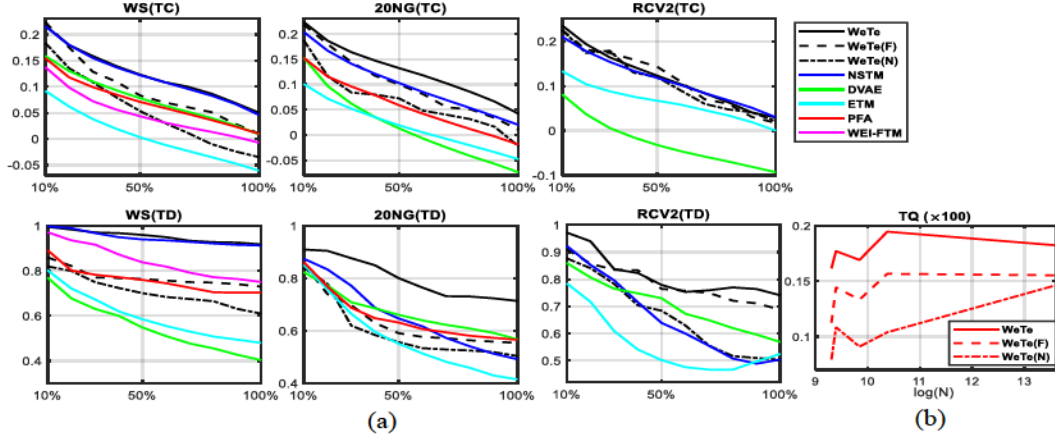 WS(TC)
0.2
0.15
0.1
0.05
0
-0.05
10%
50%
100%
20NG(TC)
0.2
0.15
0.1
0.05
0
-0.05
10%
50%
100%
RCV2(TC)
0.2
0.1
0
-0.1
10%
50%
100%
WeTe
WeTe(F)
WeTe(N)
NSTM
DVAE
ETM
PFA
WEI-FTM
WS(TD)
1
0.8
0.6
0.4
10%
50%
100%
20NG(TD)
1
0.8
0.6
0.4
10%
50%
100%
RCV2(TD)
1
0.9
0.8
0.7
0.6
0.5
10%
50%
100%
TQ (×100)
0.2
0.15
0.1
9
10
11
12
13
log(N)
WeTe
WeTe(F)
WeTe(N)
(a)
(b)